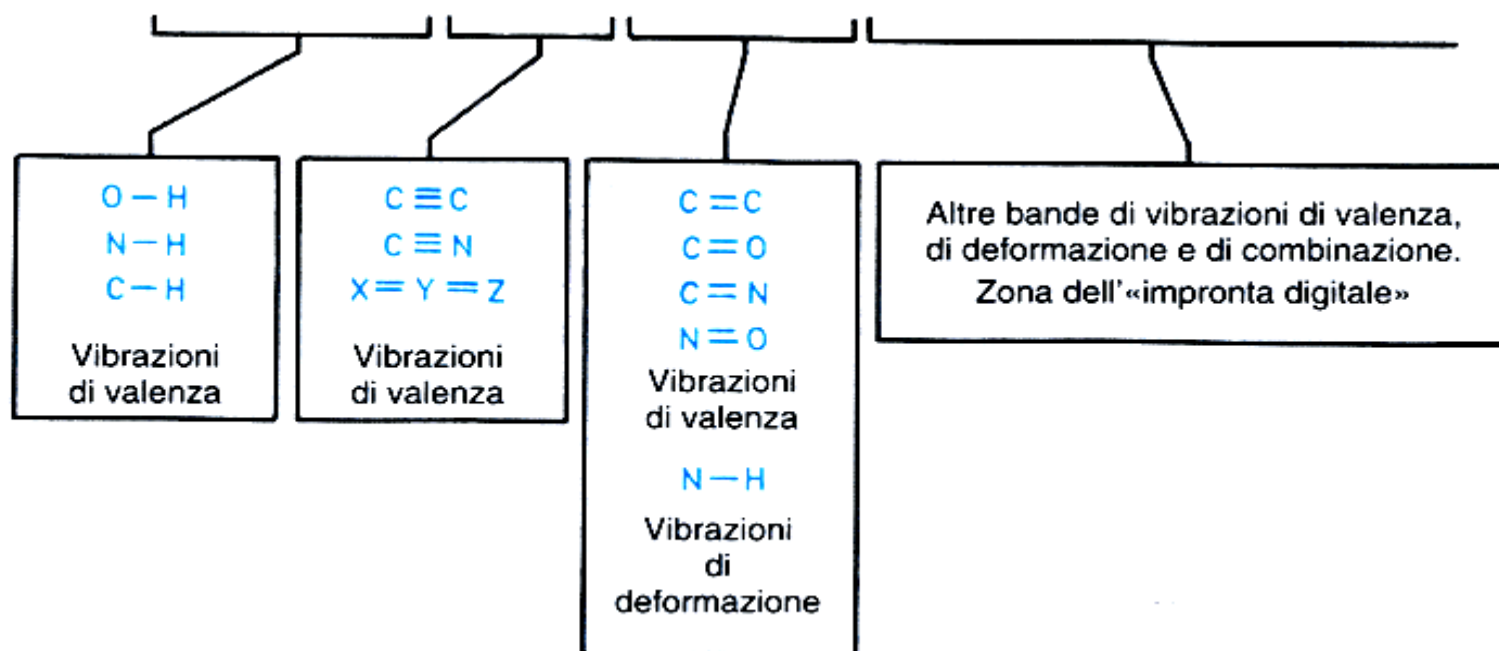 O—H
N—H
C—H
Vibrazioni
di valenza
C≡C
C≡N
X=Y=Z
Vibrazioni
di valenza
C=C
C=O
C=N
N=O
Vibrazioni
di valenza
N—H
Vibrazioni
di
deformazione
Altre bande di vibrazioni di valenza,
di deformazione e di combinazione.
Zona dell'«impronta digitale»